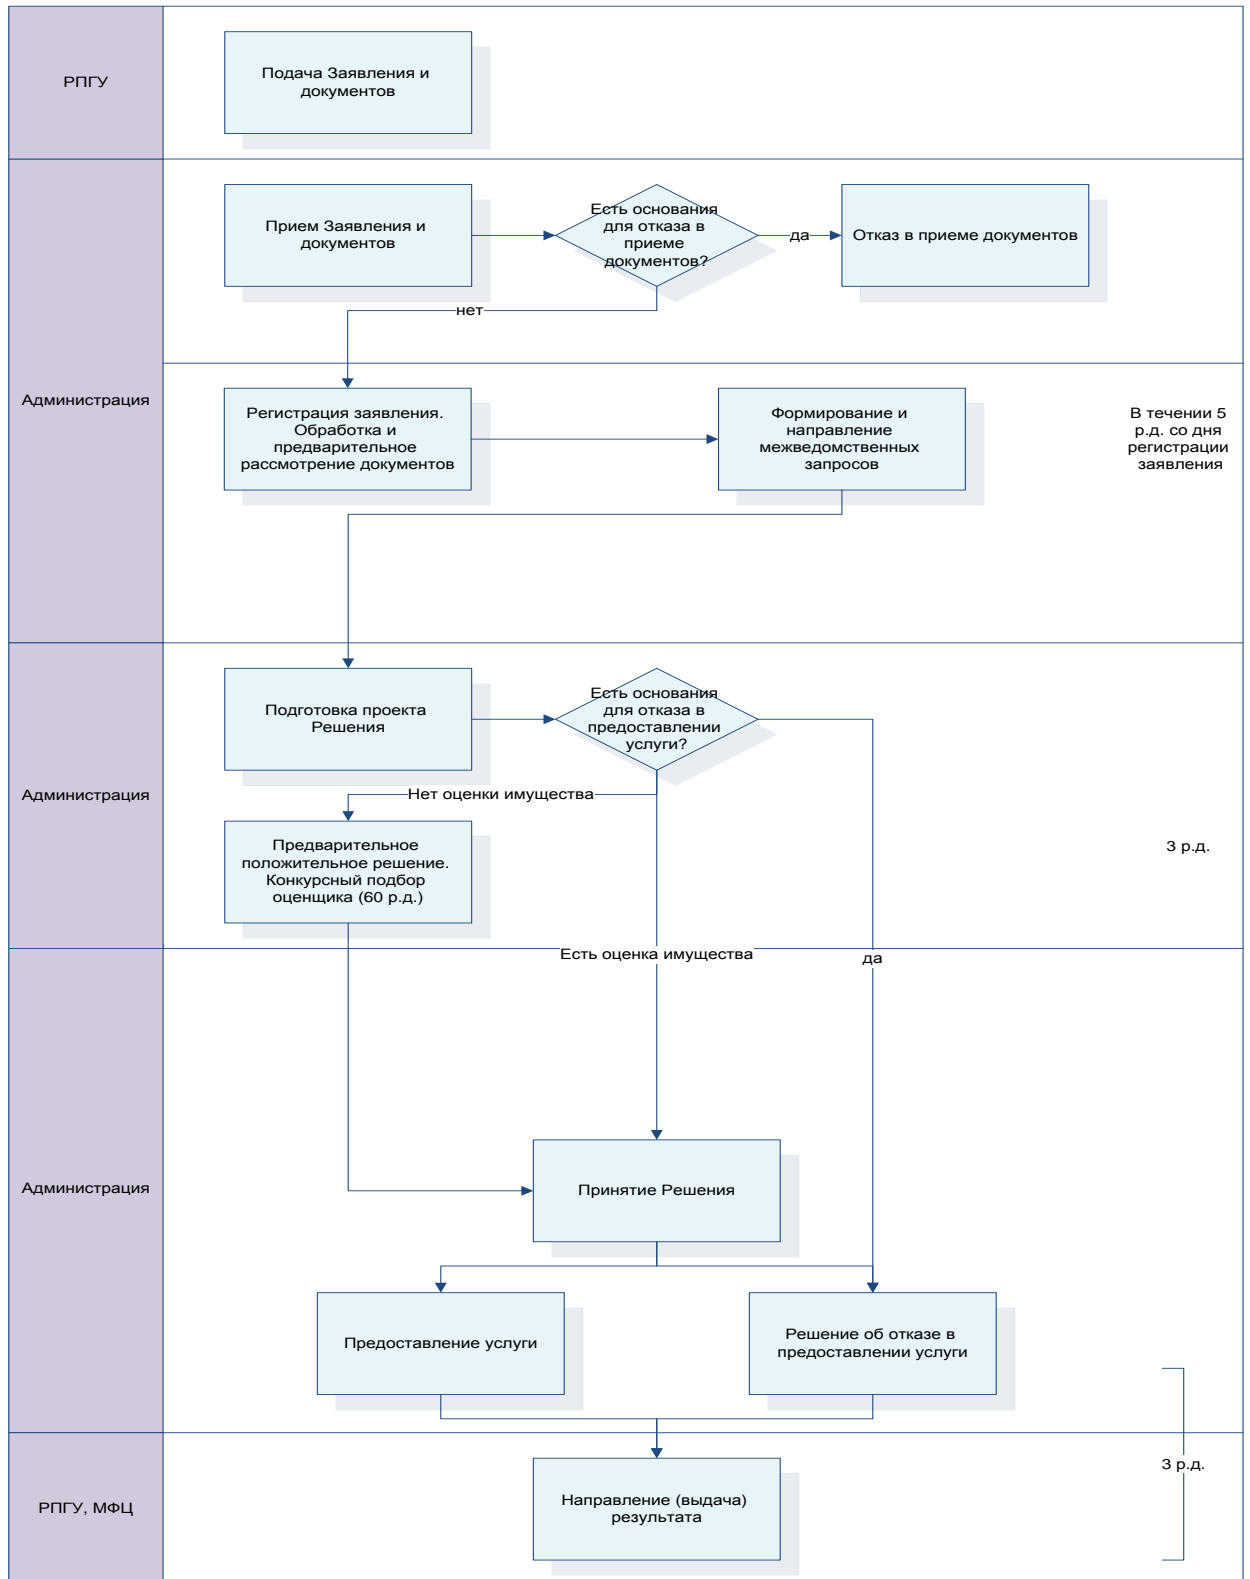 РПГУ
Подача Заявления и
документов
Прием Заявления и
документов
Есть основания
для отказа в
приеме
документов?
да
Отказ в приеме документов
нет
Администрация
Регистрация заявления.
Обработка и
предварительное
рассмотрение документов
Формирование и
направление
межведомственных
запросов
В течении 5
р.д. со дня
регистрации
заявления
Администрация
Подготовка проекта
Решения
Есть основания
для отказа в
предоставлении
услуги?
Нет оценки имущества
Предварительное
положительное решение.
Конкурсный подбор
оценщика (60 р.д.)
3 р.д.
Есть оценка имущества
да
Администрация
Принятие Решения
Предоставление услуги
Решение об отказе в
предоставлении услуги
3 р.д.
РПГУ, МФЦ
Направление (выдача)
результата